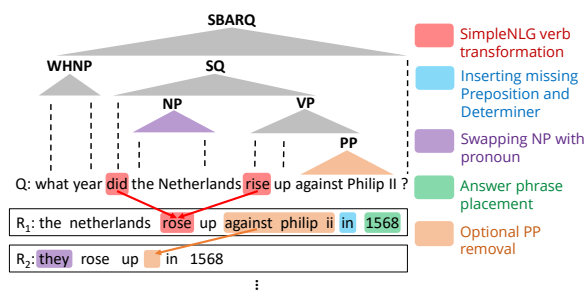 SBARQ
WHNP
SQ
NP
VP
PP
Q: what year did the Netherlands rise up against Philip II ?
R1: the netherlands rose up against philip ii in 1568
R2: they rose up in 1568
...
SimpleNLG verb
transformation
Inserting missing
Preposition and
Determiner
Swapping NP with
pronoun
Answer phrase
placement
Optional PP
removal